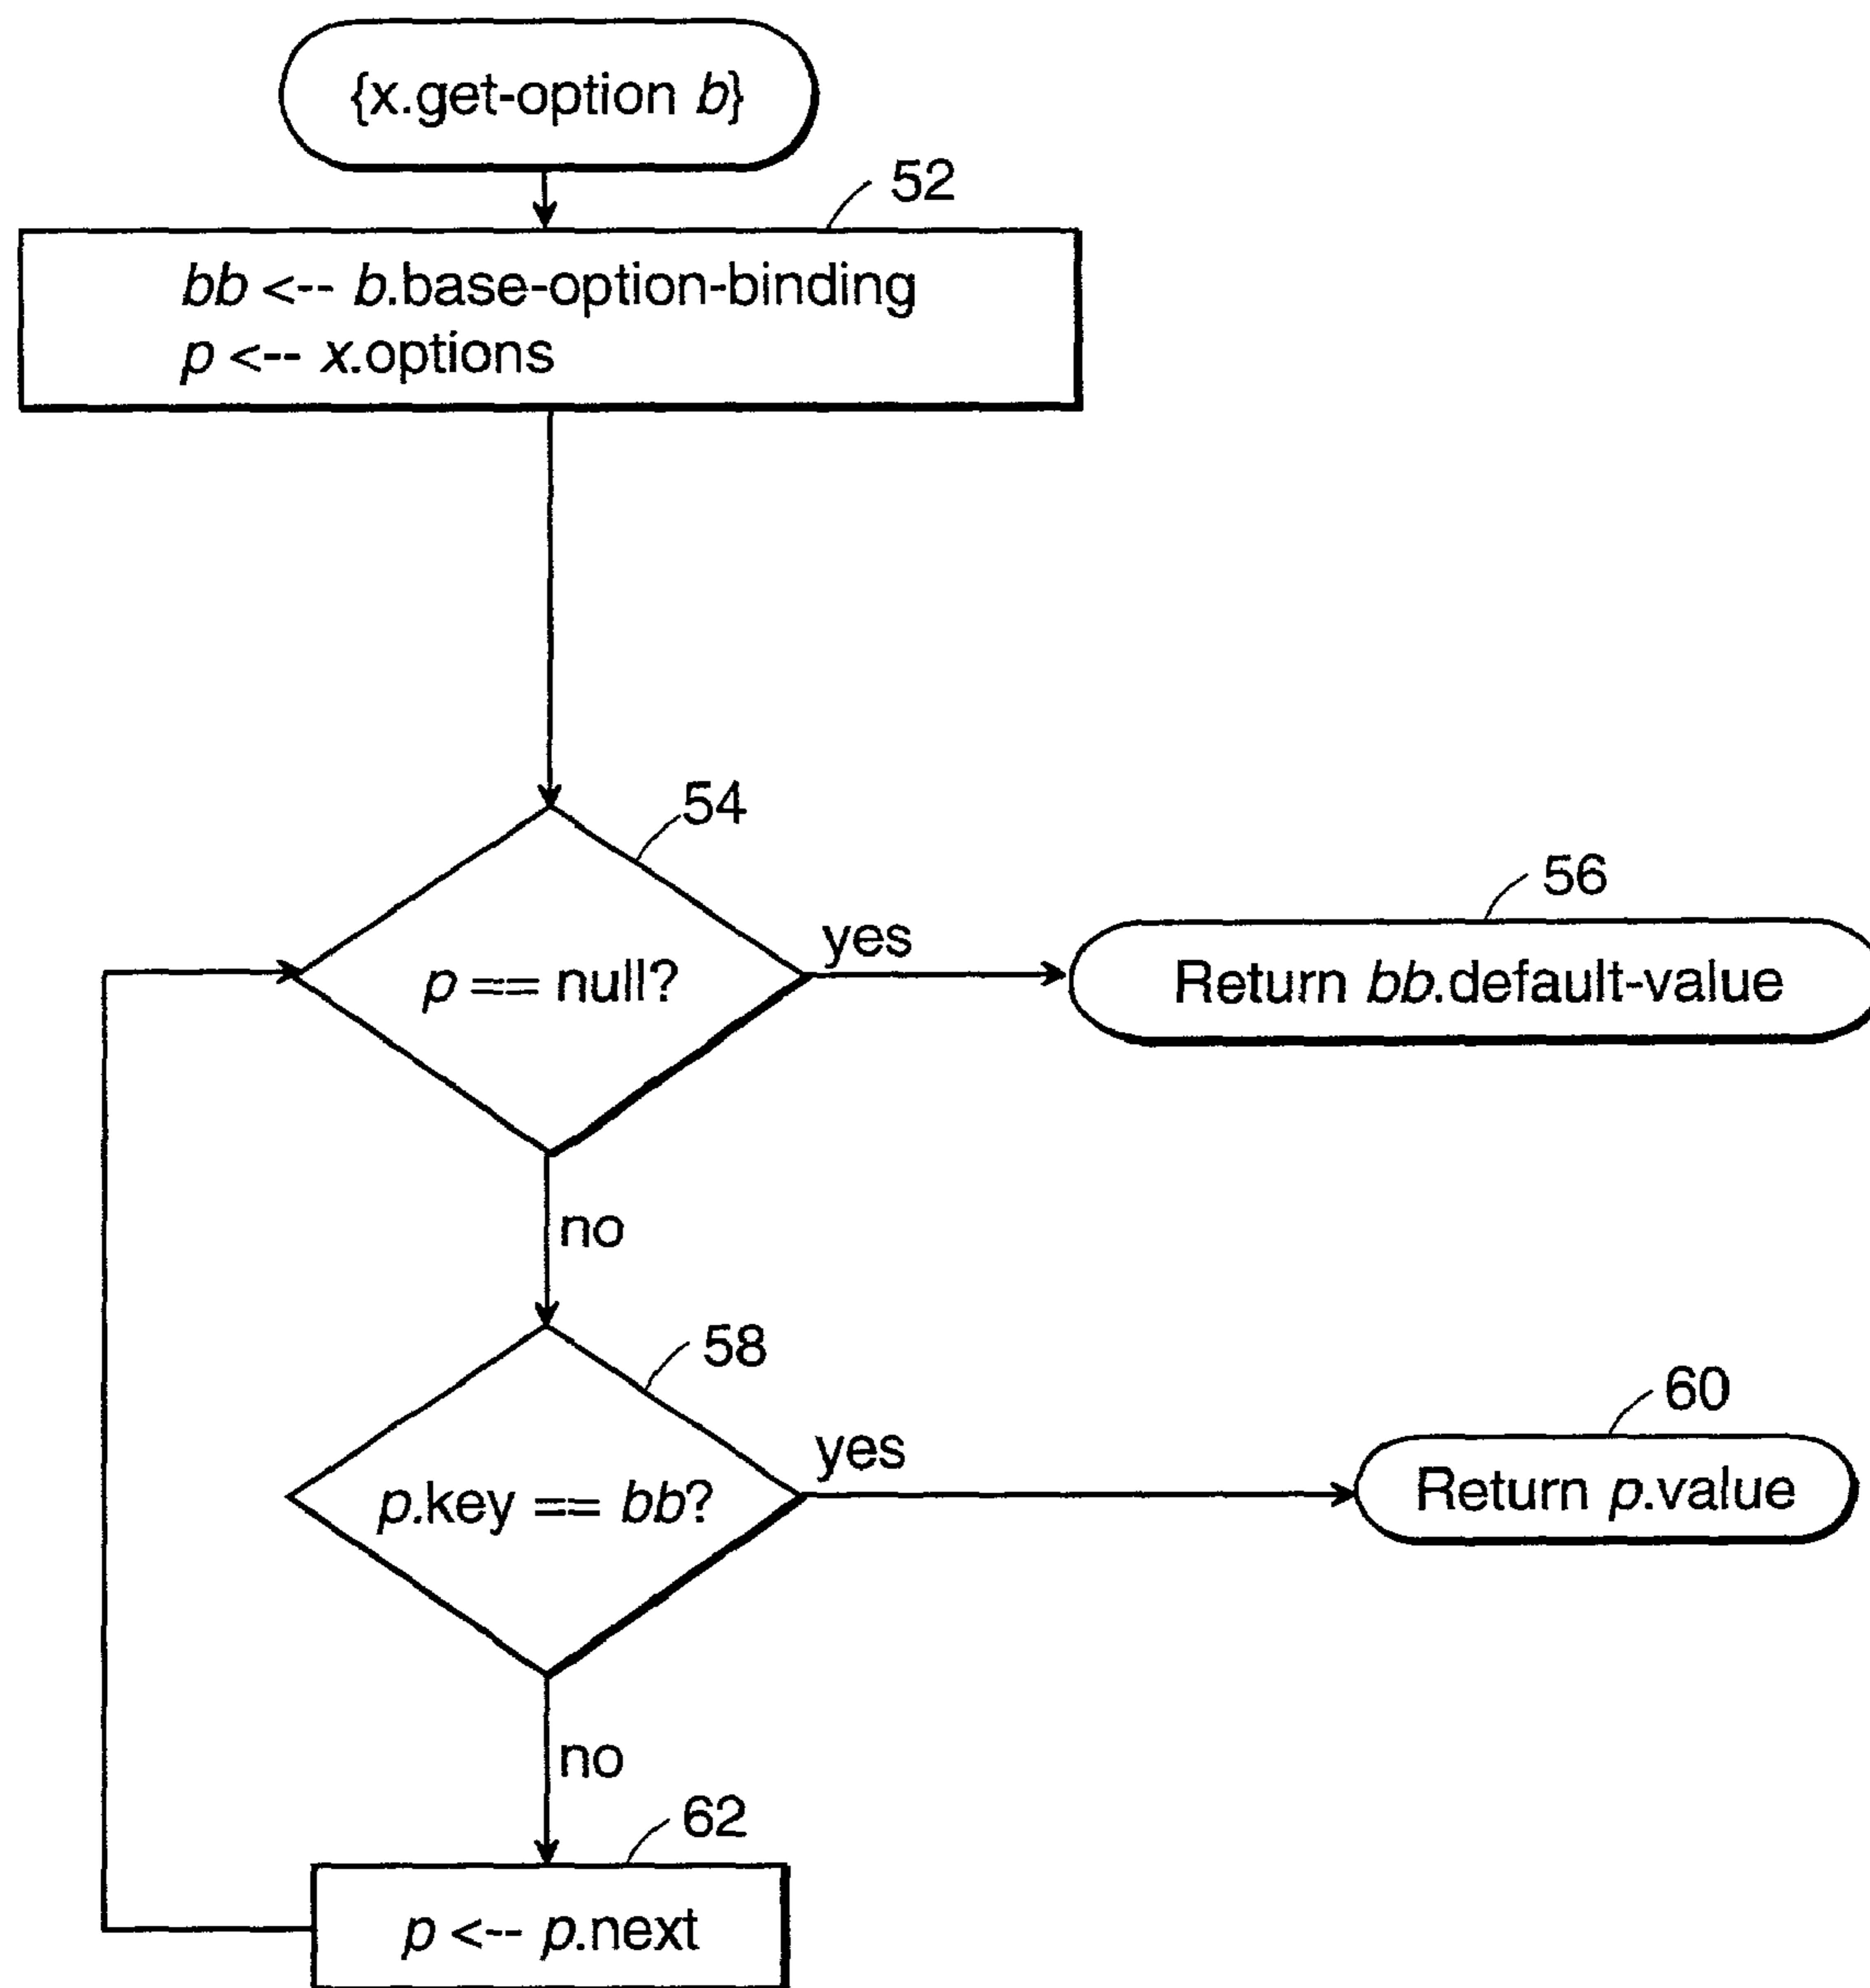 {x.get-option b}
52
bb <-- b.base-option-binding
p <-- x.options
54
p == null?
yes
56
Return bb.default-value
no
58
p.key == bb?
yes
60
Return p.value
no
62
p <-- p.next